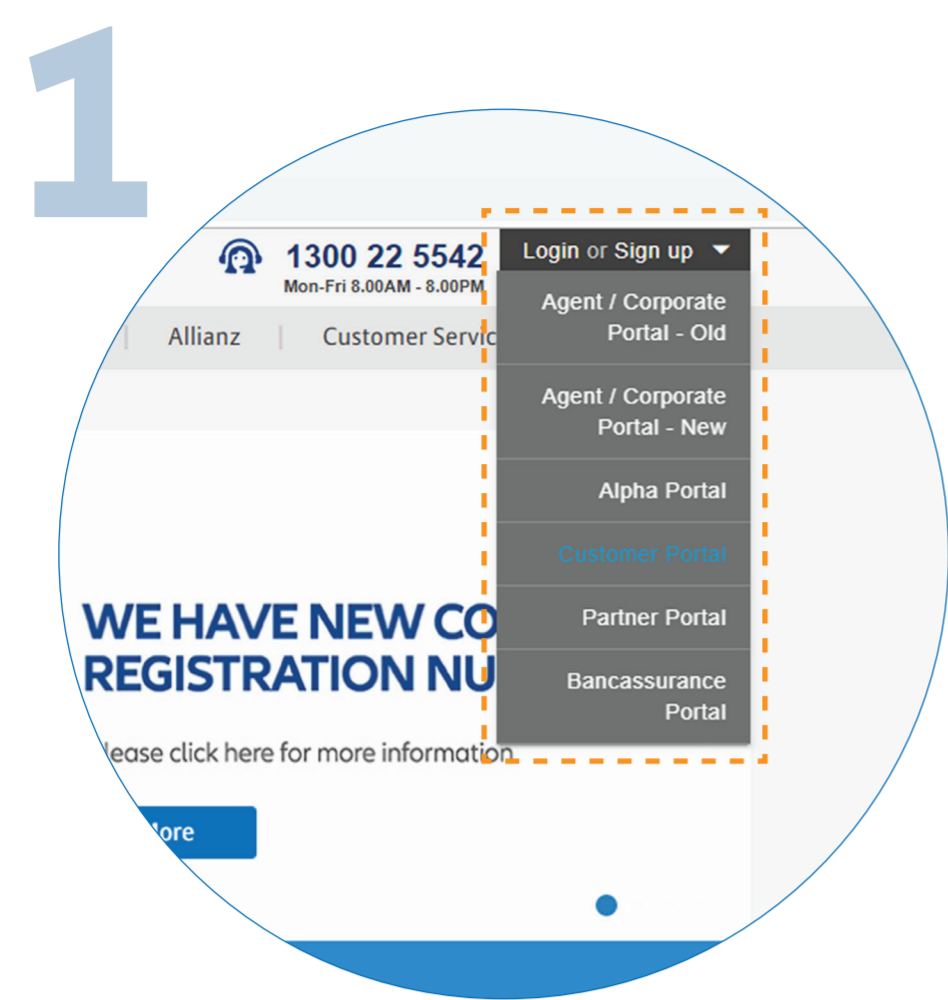 1
1300 22 5542
Mon-Fri 8.00AM - 8.00PM
Login or Sign up
Allianz
Customer Servic
Agent / Corporate
Portal - Old
Agent / Corporate
Portal - New
Alpha Portal
Customer Portal
Partner Portal
Bancassurance
Portal
WE HAVE NEW CO
REGISTRATION NU
lease click here for more information
ore